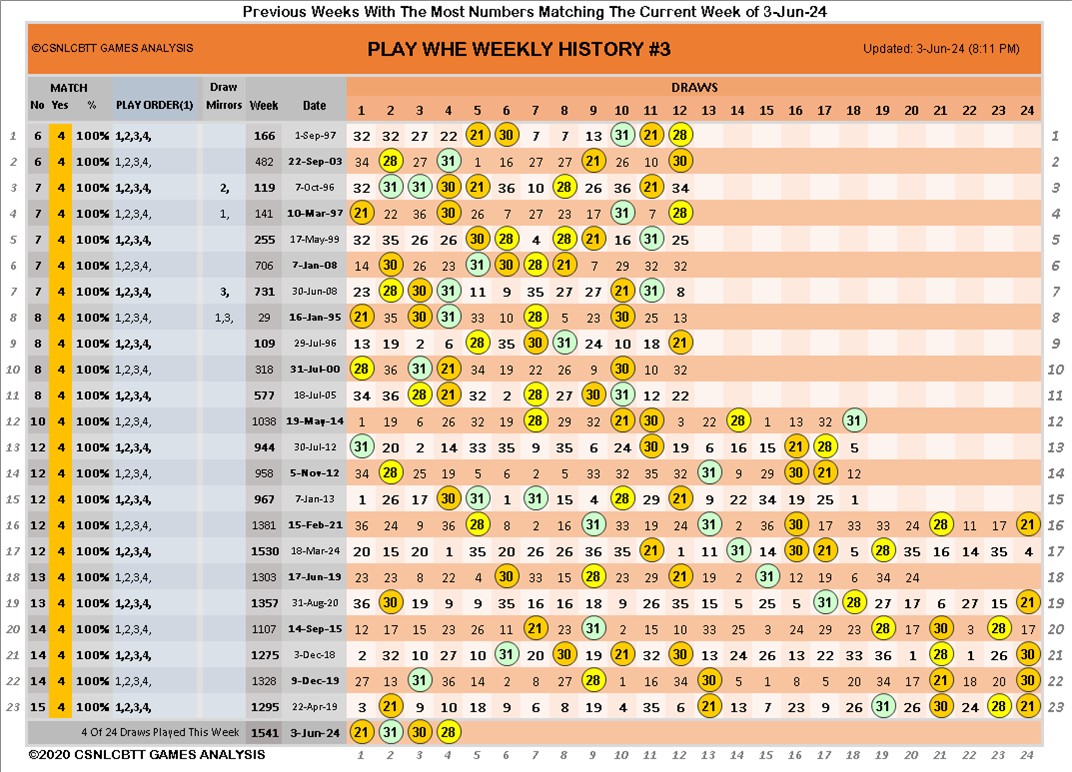 Previous Weeks With The Most Numbers Matching The Current Week of 3-Jun-24
©CSNLCBTT GAMES ANALYSIS PLAY WHE WEEKLY HISTORY #3 Updated: 3-Jun-24 (8:11 PM)
MATCH Draw DRAWS
No Yes % PLAY ORDER(1) Mirrors Week Date 1 2 3 4 5 6 7 8 9 10 11 12 13 14 15 16 17 18 19 20 21 22 23 24
1 6 4 100% 1,2,3,4, 166 1-Sep-97 32 32 27 22 21 30 7 7 13 31 21 28 1
2 6 4 100% 1,2,3,4, 482 22-Sep-03 34 28 27 31 1 16 27 27 21 26 10 30 2
3 7 4 100% 1,2,3,4, 2, 119 7-Oct-96 32 31 31 30 21 36 10 28 26 36 21 34 3
4 7 4 100% 1,2,3,4, 1, 141 10-Mar-97 21 22 36 30 26 7 27 23 17 31 7 28 4
5 7 4 100% 1,2,3,4, 255 17-May-99 32 35 26 26 30 28 4 28 21 16 31 25 5
6 7 4 100% 1,2,3,4, 706 7-Jan-08 14 30 26 23 31 30 28 21 7 29 32 32 6
7 7 4 100% 1,2,3,4, 3, 731 30-Jun-08 23 28 30 31 11 9 35 27 27 21 31 8 7
8 8 4 100% 1,2,3,4, 1,3, 29 16-Jan-95 21 35 30 31 33 10 28 5 23 30 25 13 8
9 8 4 100% 1,2,3,4, 109 29-Jul-96 13 19 2 6 28 35 30 31 24 10 18 21 9
10 8 4 100% 1,2,3,4, 318 31-Jul-00 28 36 31 21 34 19 22 26 9 30 10 32 10
11 8 4 100% 1,2,3,4, 577 18-Jul-05 34 36 28 21 32 2 28 27 30 31 12 22 11
12 10 4 100% 1,2,3,4, 1038 19-May-14 1 19 6 26 32 19 28 29 32 21 30 3 22 28 1 13 32 31 12
13 12 4 100% 1,2,3,4, 944 30-Jul-12 31 20 2 14 33 35 9 35 6 24 30 19 6 16 15 21 28 5 13
14 12 4 100% 1,2,3,4, 958 5-Nov-12 34 28 25 19 5 6 2 5 33 32 35 32 31 9 29 30 21 12 14
15 12 4 100% 1,2,3,4, 967 7-Jan-13 1 26 17 30 31 1 31 15 4 28 29 21 9 22 34 19 25 1 15
16 12 4 100% 1,2,3,4, 1381 15-Feb-21 36 24 9 36 28 8 2 16 31 33 19 24 31 2 36 30 17 33 33 24 28 11 17 21 16
17 12 4 100% 1,2,3,4, 1530 18-Mar-24 20 15 20 1 35 20 26 26 36 35 21 1 11 31 14 30 21 5 28 35 16 14 35 4 17
18 13 4 100% 1,2,3,4, 1303 17-Jun-19 23 23 8 22 4 30 33 15 28 23 29 21 19 2 31 12 19 6 34 24 18
19 13 4 100% 1,2,3,4, 1357 31-Aug-20 36 30 19 9 9 35 16 16 18 9 26 35 15 5 25 5 31 28 27 17 6 27 15 21 19
20 14 4 100% 1,2,3,4, 1107 14-Sep-15 12 17 15 23 26 11 21 23 31 2 15 10 33 25 3 24 29 23 28 17 30 3 28 17 20
21 14 4 100% 1,2,3,4, 1275 3-Dec-18 2 32 10 27 10 31 20 30 19 21 32 30 13 24 26 13 22 33 36 1 28 1 26 30 21
22 14 4 100% 1,2,3,4, 1328 9-Dec-19 27 13 31 36 14 2 8 27 28 1 16 34 30 5 1 8 5 18 2 8 21 18 20 30 22
23 15 4 100% 1,2,3,4, 1295 22-Apr-19 3 21 9 10 18 9 6 8 19 4 35 6 21 13 6 7 26 19 31 26 30 23 28 21 23
4 Of 24 Draws Played This Week 1541 3-Jun-24 21 31 30 28
©2020 CSNLCBTT GAMES ANALYSIS 1 2 3 4 5 6 7 8 9 10 11 12 13 14 15 16 17 18 19 20 21 22 23 24